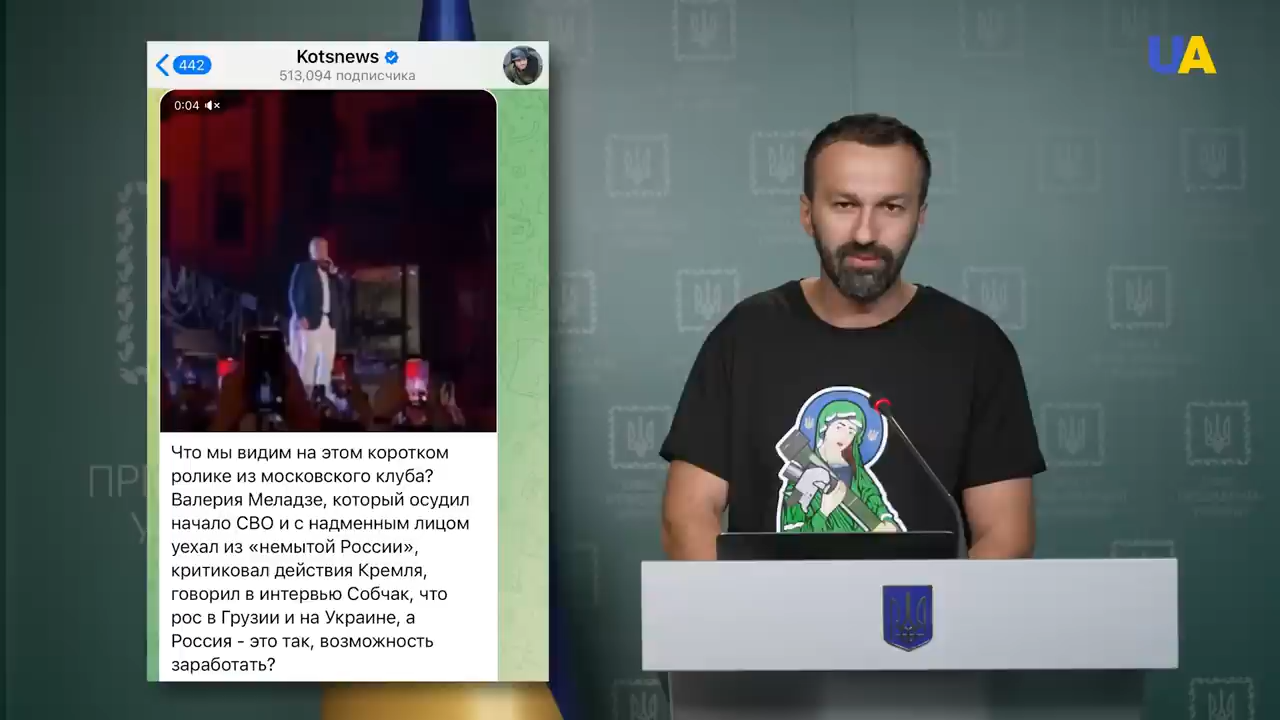 442
Kotsnews
513,094 подписчика
UA
0:04
Что мы видим на этом коротком
ролике из московского клуба?
Валерия Меладзе, который осудил
начало СВО и с надменным лицом
уехал из «немытой России»,
критиковал действия Кремля,
говорил в интервью Собчак, что
рос в Грузии и на Украине, а
Россия - это так, возможность
заработать?